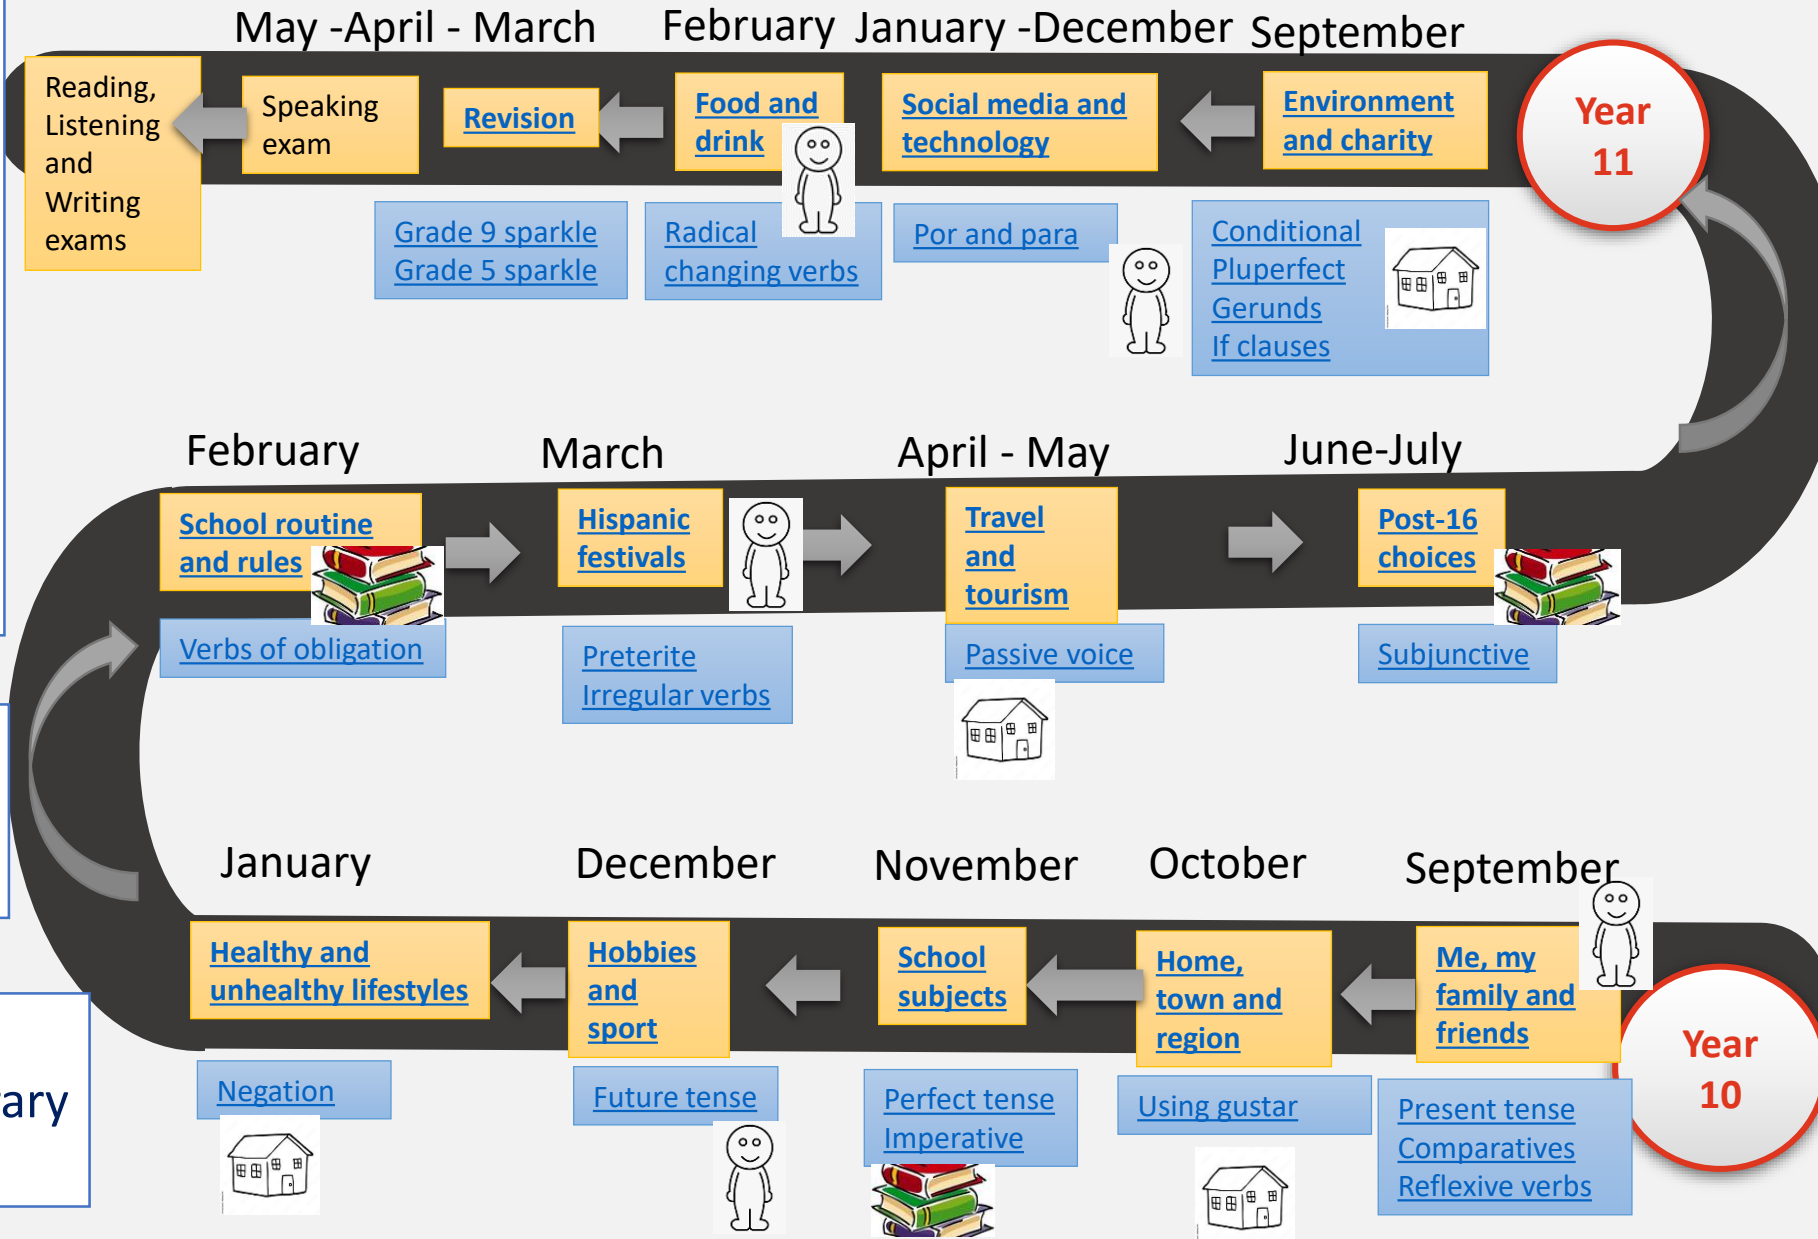 May -April - March
February
January -December
September
Reading,
Listening
and
Writing
exams
Speaking
exam
Revision
Food and
drink
Social media and
technology
Environment
and charity
Year
11
Grade 9 sparkle
Grade 5 sparkle
Radical
changing verbs
Por and para
Conditional
Pluperfect
Gerunds
If clauses
February
March
April - May
June-July
School routine
and rules
Hispanic
festivals
Travel
and
tourism
Post-16
choices
Verbs of obligation
Preterite
Irregular verbs
Passive voice
Subjunctive
January
December
November
October
September
Healthy and
unhealthy lifestyles
Hobbies
and
sport
School
subjects
Home,
town and
region
Me, my
family and
friends
Year
10
Negation
Future tense
Perfect tense
Imperative
Using gustar
Present tense
Comparatives
Reflexive verbs
ary